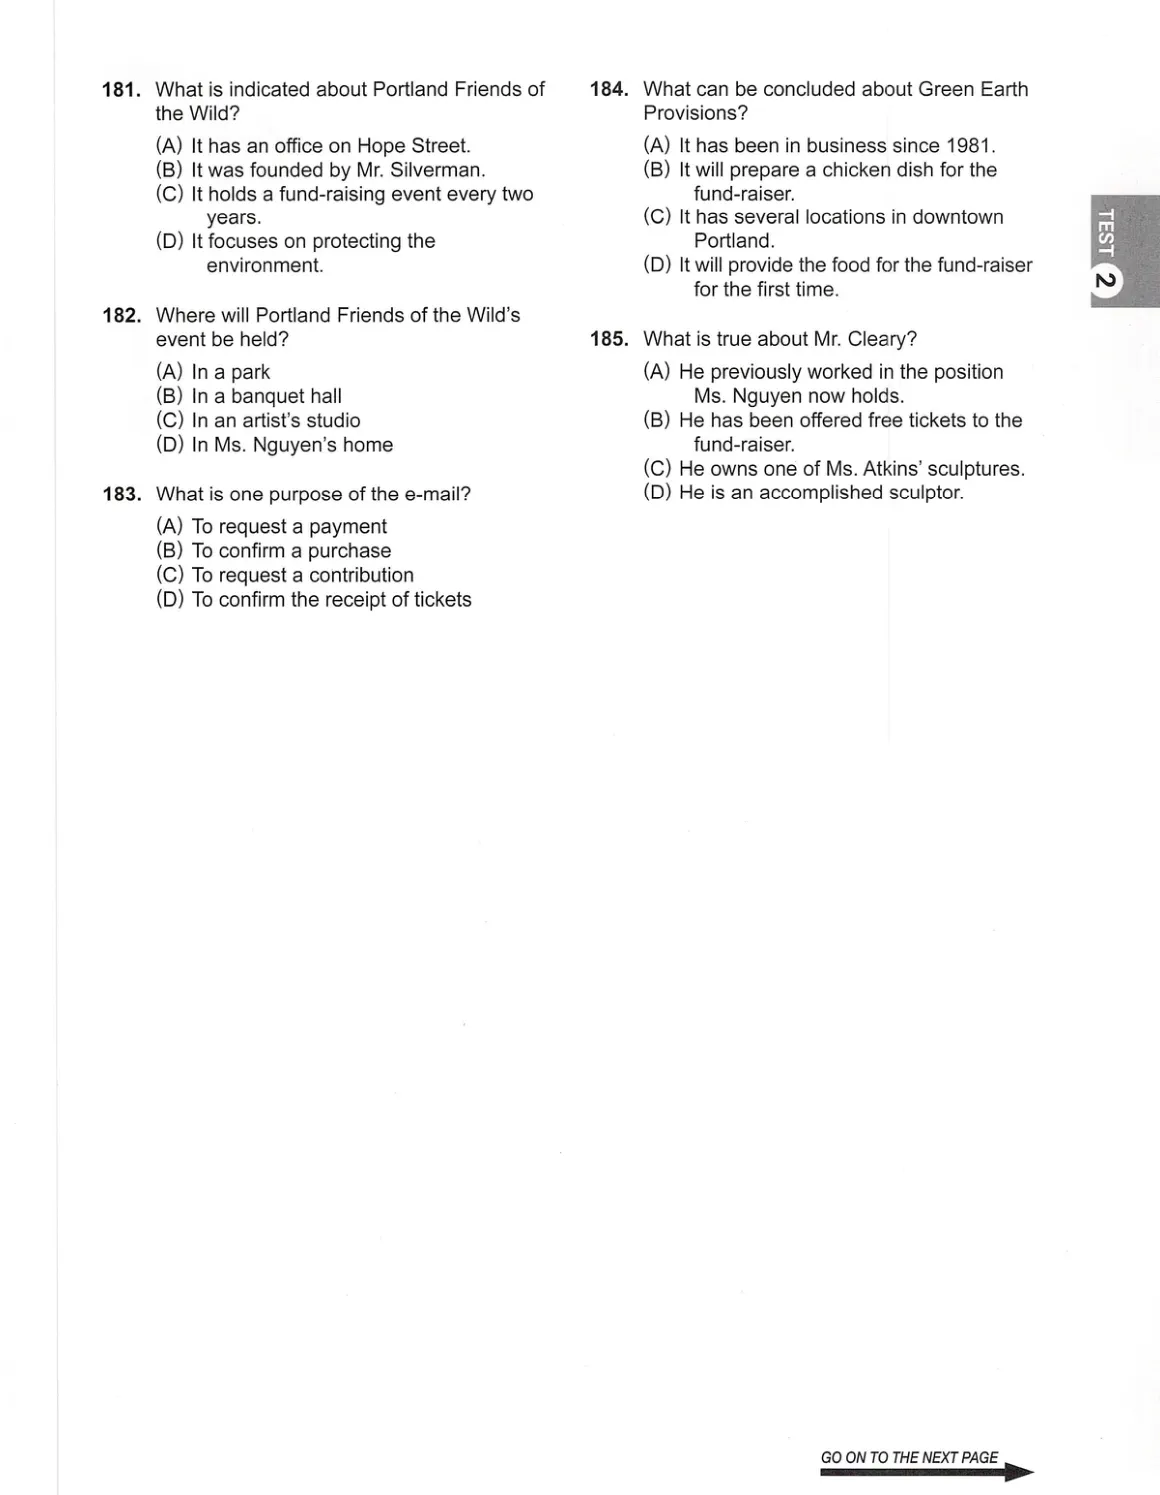 181. What is indicated about Portland Friends of
the Wild?
(A) It has an office on Hope Street.
(B) It was founded by Mr. Silverman.
(C) It holds a fund-raising event every two
years.
(D) It focuses on protecting the
environment.
182. Where will Portland Friends of the Wild's
event be held?
(A) In a park
(B) In a banquet hall
(C) In an artist's studio
(D) In Ms. Nguyen's home
183. What is one purpose of the e-mail?
(A) To request a payment
(B) To confirm a purchase
(C) To request a contribution
(D) To confirm the receipt of tickets
184. What can be concluded about Green Earth
Provisions?
(A) It has been in business since 1981.
(B) It will prepare a chicken dish for the
fund-raiser.
(C) It has several locations in downtown
Portland.
(D) It will provide the food for the fund-raiser
for the first time.
185. What is true about Mr. Cleary?
(A) He previously worked in the position
Ms. Nguyen now holds.
(B) He has been offered free tickets to the
fund-raiser.
(C) He owns one of Ms. Atkins' sculptures.
(D) He is an accomplished sculptor.
TEST 2
GO ON TO THE NEXT PAGE